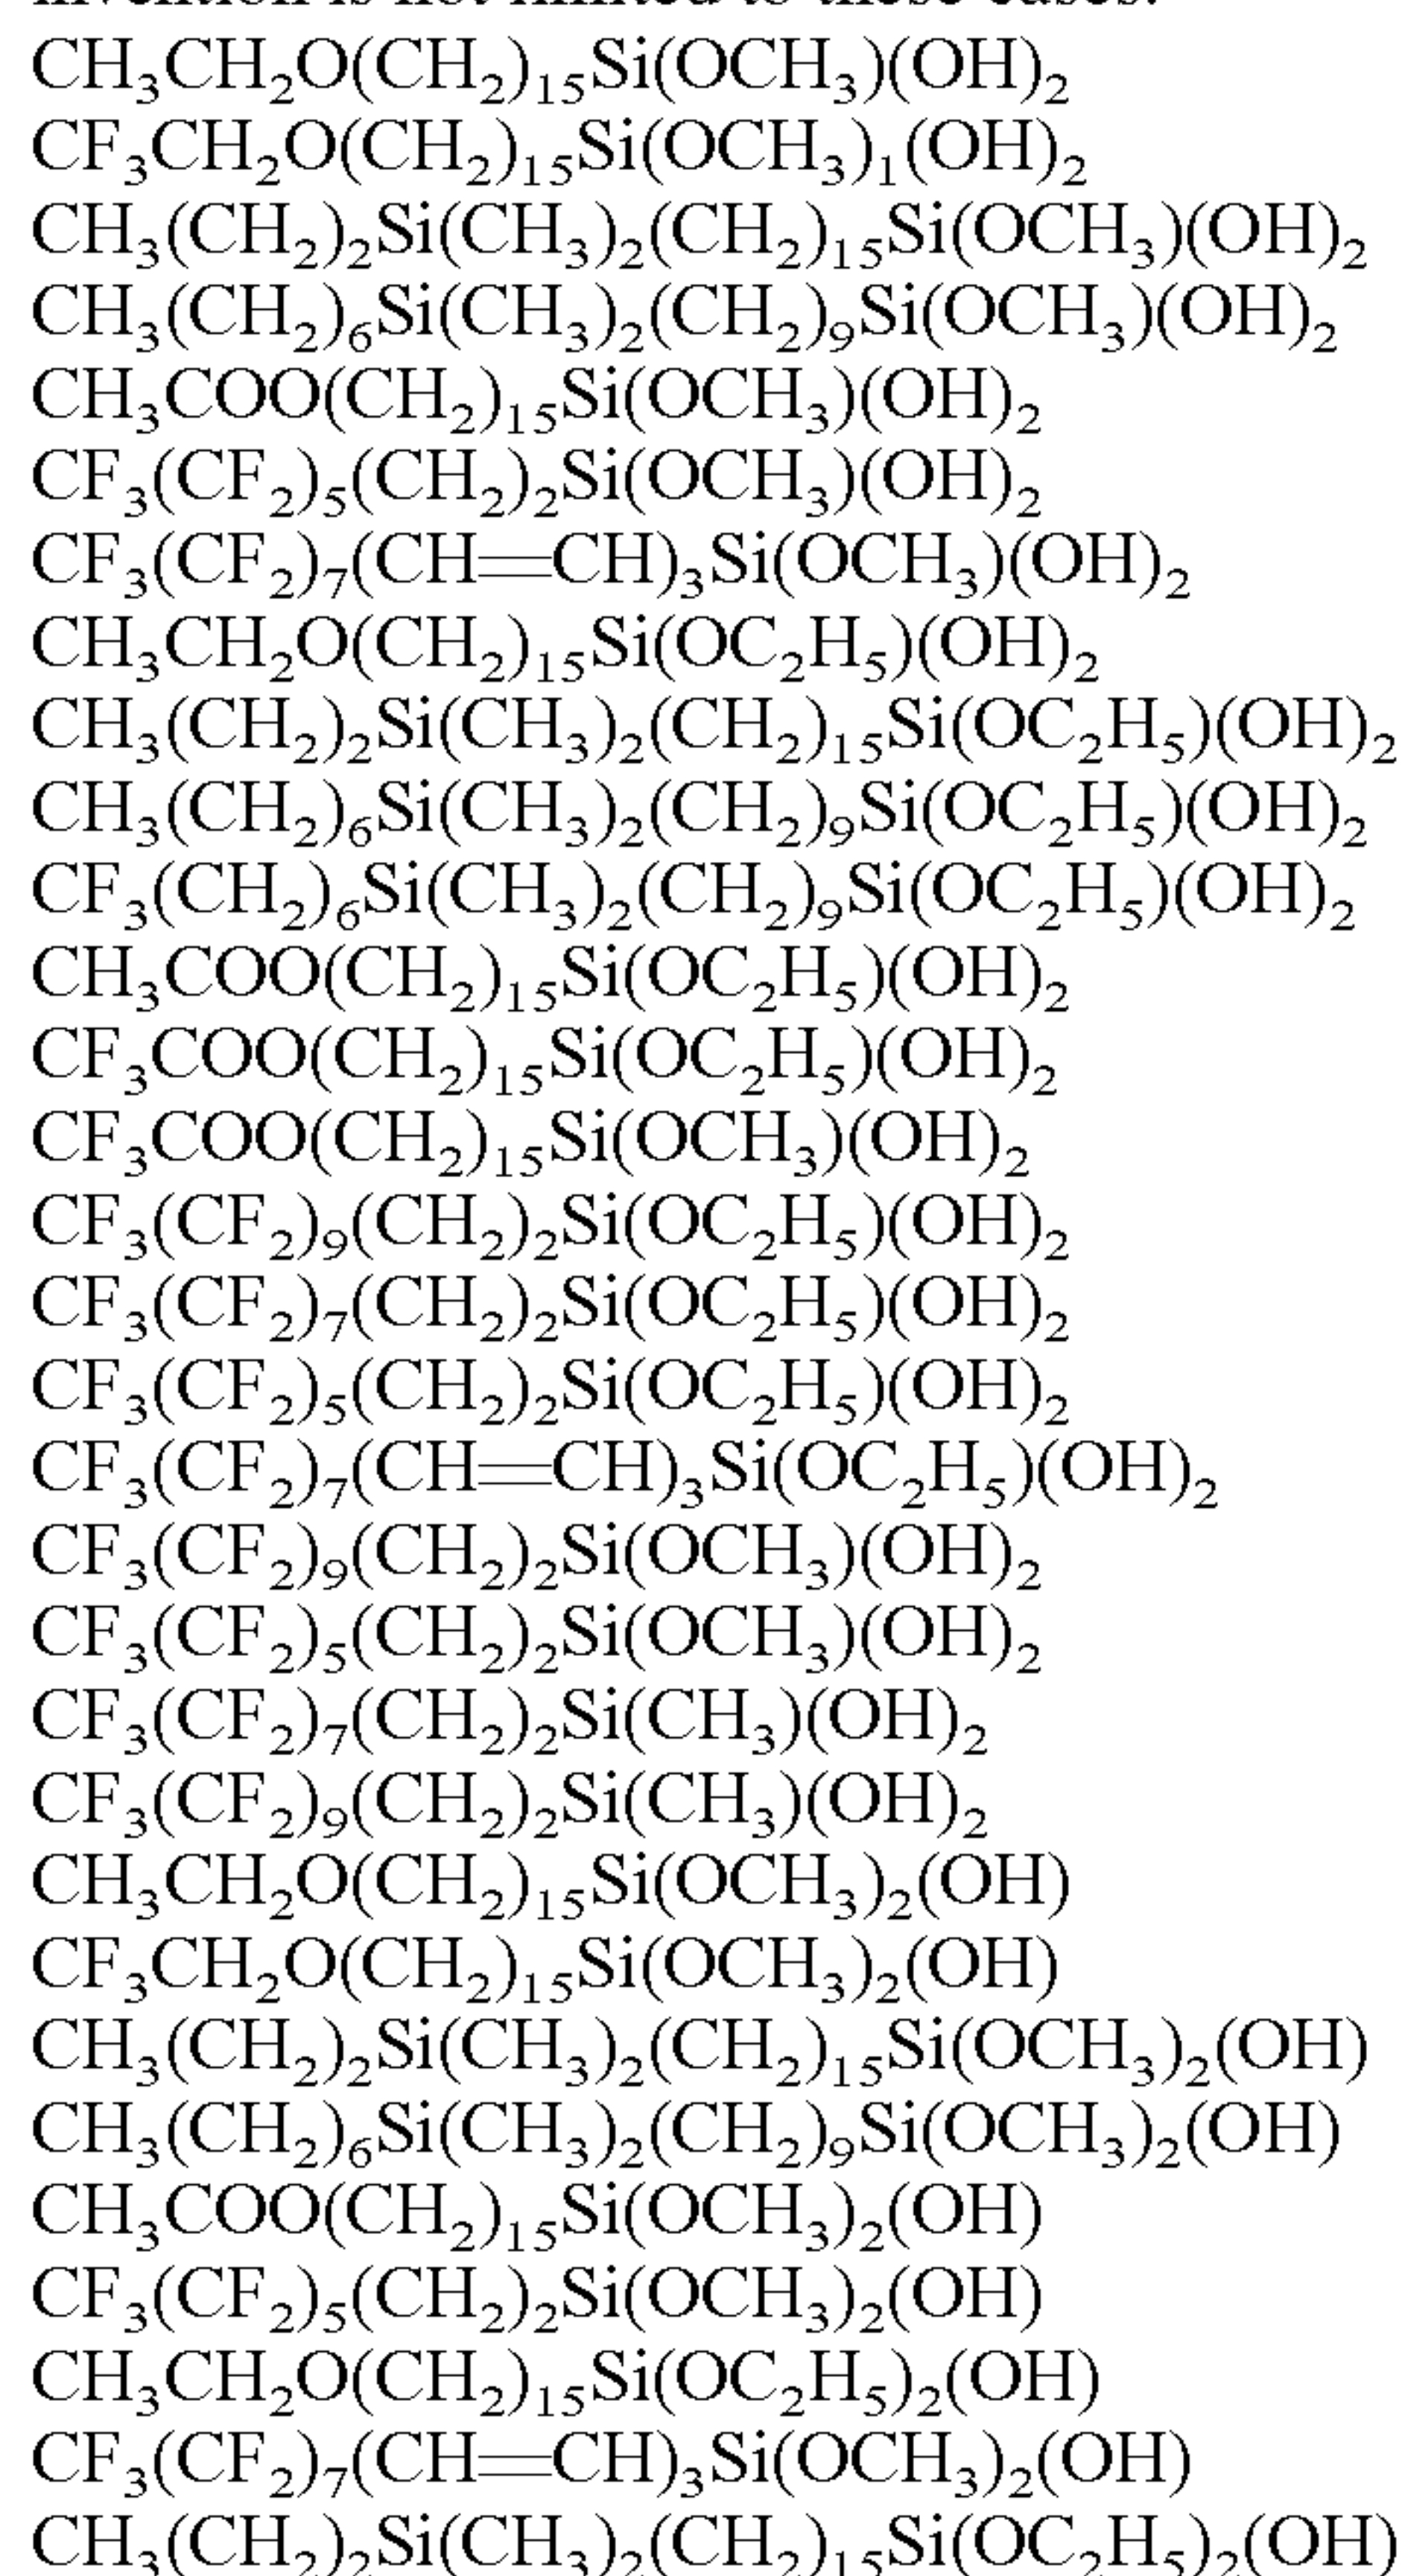 invention is not limited to these cases.
CH₃CH₂O(CH₂)₁₅Si(OCH₃)(OH)₂
CF₃CH₂O(CH₂)₁₅Si(OCH₃)₁(OH)₂
CH₃(CH₂)₂Si(CH₃)₂(CH₂)₁₅Si(OCH₃)(OH)₂
CH₃(CH₂)₆Si(CH₃)₂(CH₂)₉Si(OCH₃)(OH)₂
CH₃COO(CH₂)₁₅Si(OCH₃)(OH)₂
CF₃(CF₂)₅(CH₂)₂Si(OCH₃)(OH)₂
CF₃(CF₂)₇(CH═CH)₃Si(OCH₃)(OH)₂
CH₃CH₂O(CH₂)₁₅Si(OC₂H₅)(OH)₂
CH₃(CH₂)₂Si(CH₃)₂(CH₂)₁₅Si(OC₂H₅)(OH)₂
CH₃(CH₂)₆Si(CH₃)₂(CH₂)₉Si(OC₂H₅)(OH)₂
CF₃(CH₂)₆Si(CH₃)₂(CH₂)₉Si(OC₂H₅)(OH)₂
CH₃COO(CH₂)₁₅Si(OC₂H₅)(OH)₂
CF₃COO(CH₂)₁₅Si(OC₂H₅)(OH)₂
CF₃COO(CH₂)₁₅Si(OCH₃)(OH)₂
CF₃(CF₂)₉(CH₂)₂Si(OC₂H₅)(OH)₂
CF₃(CF₂)₇(CH₂)₂Si(OC₂H₅)(OH)₂
CF₃(CF₂)₅(CH₂)₂Si(OC₂H₅)(OH)₂
CF₃(CF₂)₇(CH═CH)₃Si(OC₂H₅)(OH)₂
CF₃(CF₂)₉(CH₂)₂Si(OCH₃)(OH)₂
CF₃(CF₂)₅(CH₂)₂Si(OCH₃)(OH)₂
CF₃(CF₂)₇(CH₂)₂Si(CH₃)(OH)₂
CF₃(CF₂)₉(CH₂)₂Si(CH₃)(OH)₂
CH₃CH₂O(CH₂)₁₅Si(OCH₃)₂(OH)
CF₃CH₂O(CH₂)₁₅Si(OCH₃)₂(OH)
CH₃(CH₂)₂Si(CH₃)₂(CH₂)₁₅Si(OCH₃)₂(OH)
CH₃(CH₂)₆Si(CH₃)₂(CH₂)₉Si(OCH₃)₂(OH)
CH₃COO(CH₂)₁₅Si(OCH₃)₂(OH)
CF₃(CF₂)₅(CH₂)₂Si(OCH₃)₂(OH)
CH₃CH₂O(CH₂)₁₅Si(OC₂H₅)₂(OH)
CF₃(CF₂)₇(CH═CH)₃Si(OCH₃)₂(OH)
CH₃(CH₂)₂Si(CH₃)₂(CH₂)₁₅Si(OC₂H₅)₂(OH)